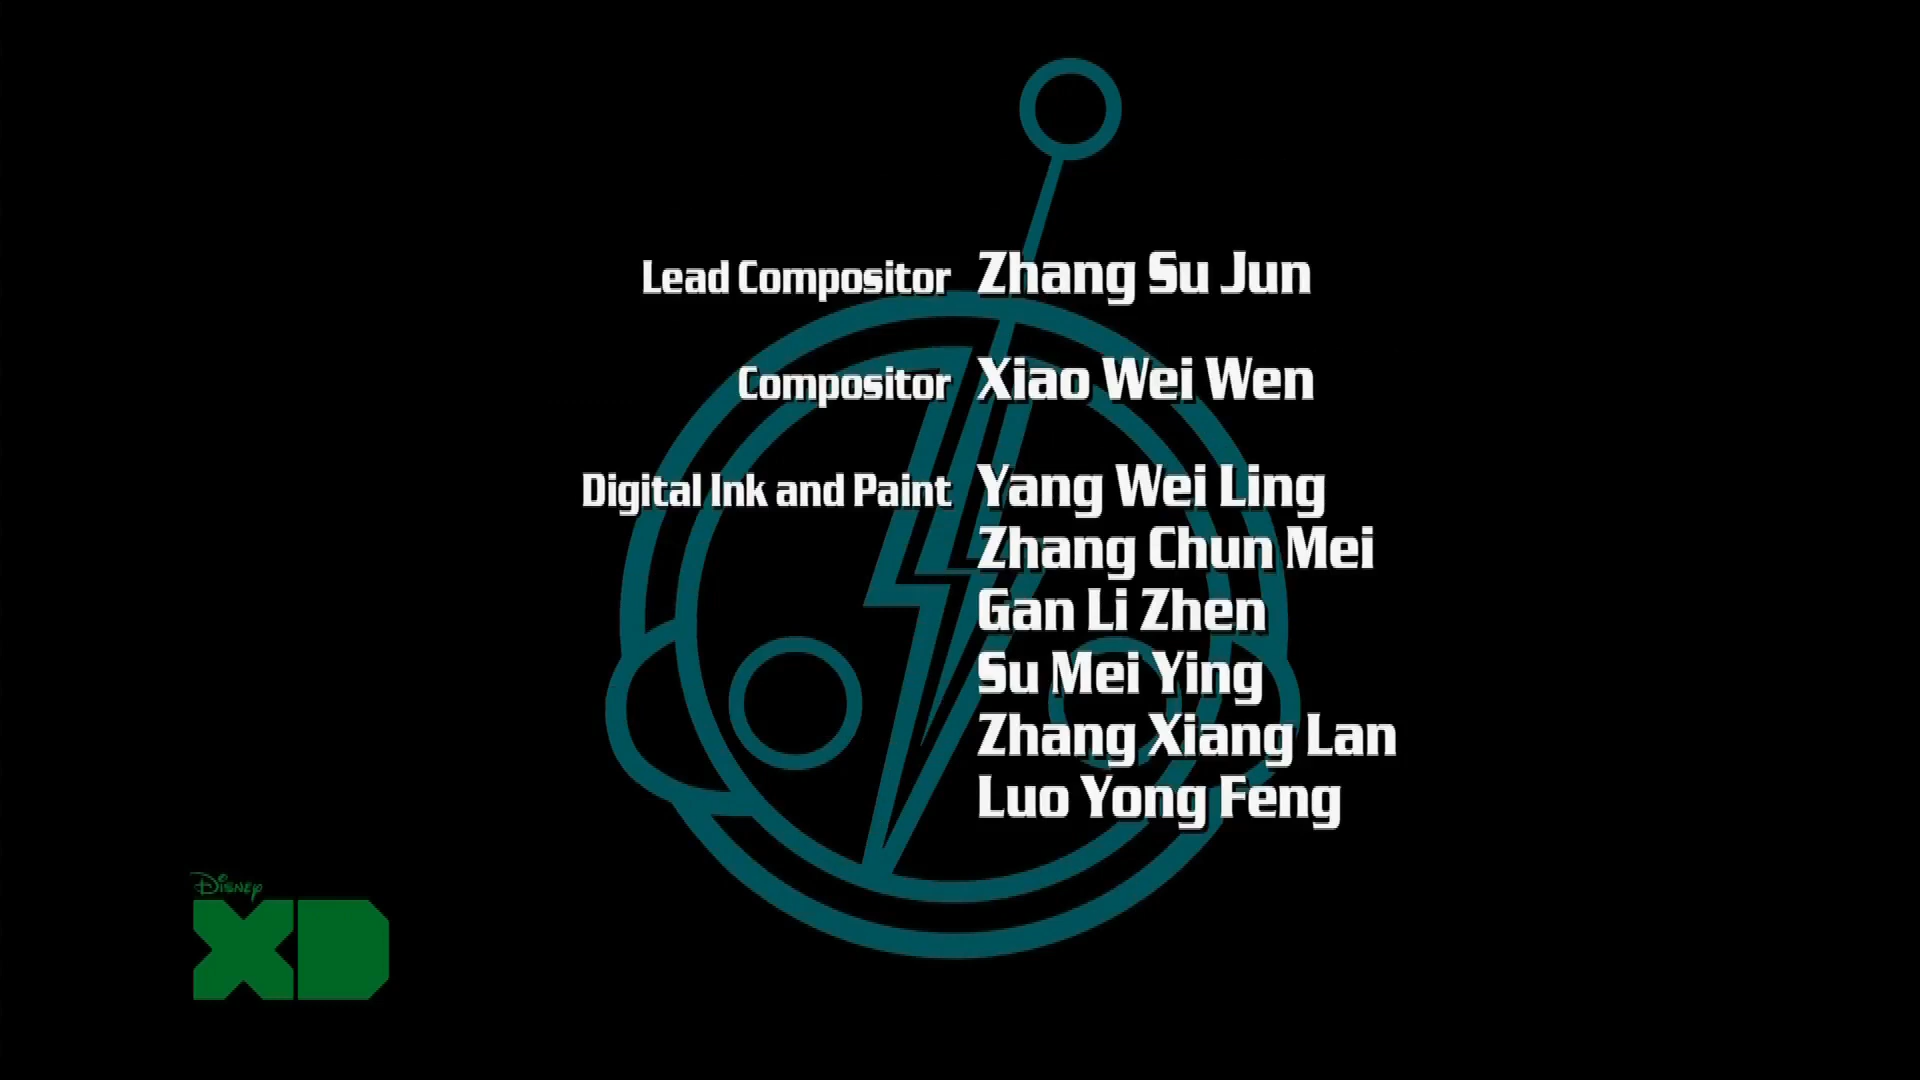 Lead Compositor Zhang Su Jun
Compositor Xiao Wei Wen
Digital Ink and Paint Yang Wei Ling
Zhang Chun Mei
Gan Li Zhen
Su Mei Ying
Zhang Xiang Lan
Luo Yong Feng
Disney
XD